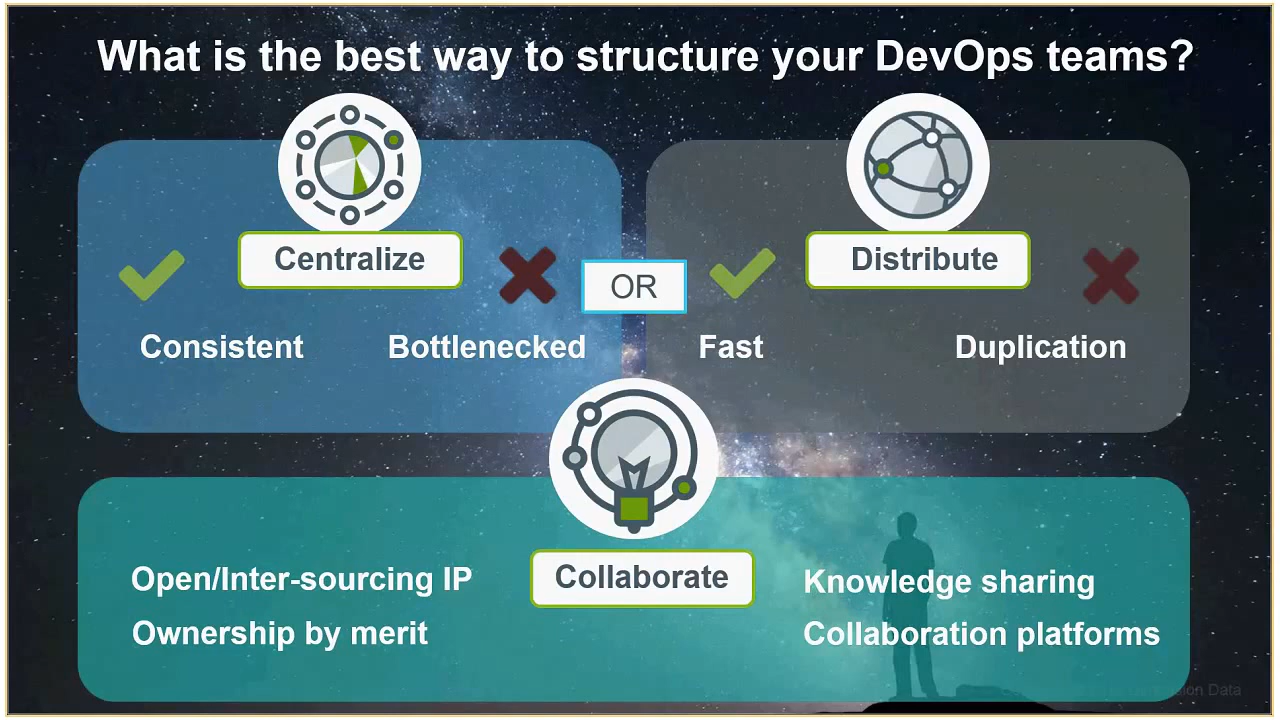 What is the best way to structure your DevOps teams?
Centralize
Distribute
OR
Consistent
Bottlenecked
Fast
Duplication
Collaborate
Open/Inter-sourcing IP
Ownership by merit
Knowledge sharing
Collaboration platforms
Data